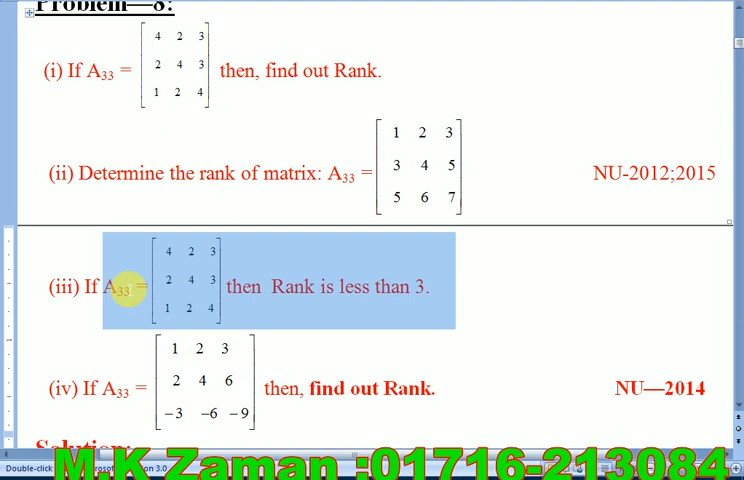 Problem—8:
4 2 3
(i) If A33 = 2 4 3 then, find out Rank.
1 2 4
1 2 3
(ii) Determine the rank of matrix: A33 = 3 4 5 NU-2012;2015
5 6 7
4 2 3
(iii) If A33 = 2 4 3 then Rank is less than 3.
1 2 4
1 2 3
(iv) If A33 = 2 4 6 then, find out Rank. NU—2014
−3 −6 −9
Solution:
Double-click
M.K Zaman :01716-213084